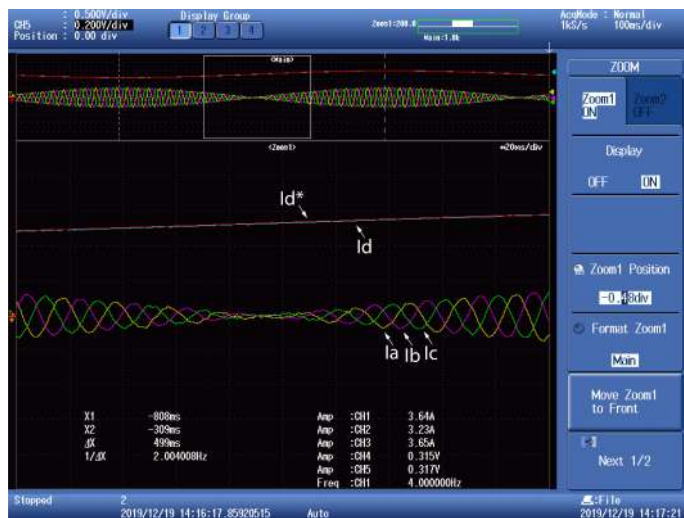 : 0.500V/div
CH5 : 0.200V/div
Position : 0.00 div
Display Group
1 2 3 4
Main:1.0k
AcqMode : Normal
1kS/s 100ms/div
<Main>
<Zoom1>
20ms/div
Id*
Id
Ia Ib Ic
X1 -808ms
X2 -309ms
ΔX 499ms
1/ΔX 2.004008Hz
Amp :CH1 3.64A
Amp :CH2 3.23A
Amp :CH3 3.65A
Amp :CH4 0.315V
Amp :CH5 0.317V
Freq :CH1 4.000000Hz
ZOOM
Zoom1 Zoom2
ON OFF
Display
OFF ON
Zoom1 Position
-0.48div
Format Zoom1
Main
Move Zoom1
to Front
Next 1/2
Stopped 2
2019/12/19 14:16:17.85920515 Auto
File
2019/12/19 14:17:21